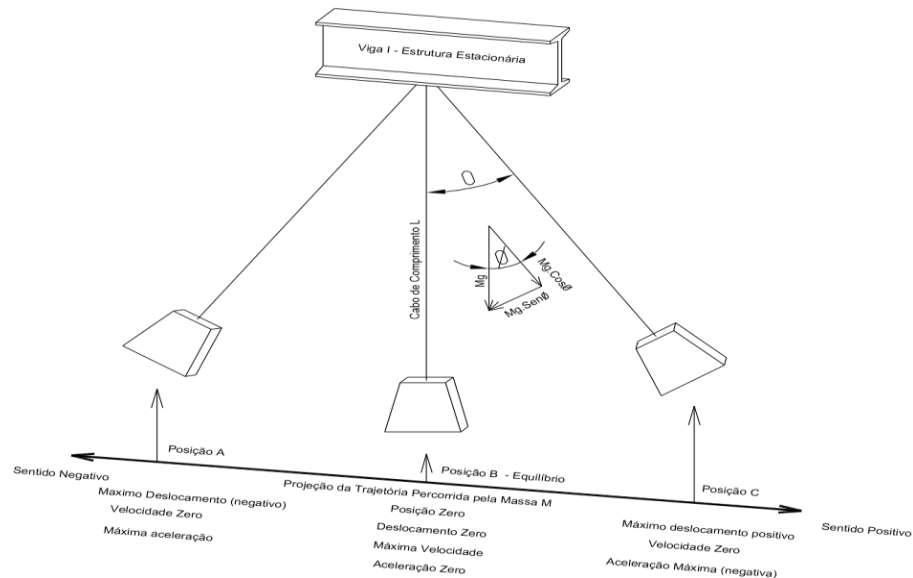 Viga I - Estrutura Estacionária
Ø
Cabo de Comprimento L
Ø
Mg
Mg.CosØ
Mg.SenØ
Posição A
Posição B - Equilíbrio
Posição C
Sentido Negativo
Projeção da Trajetória Percorrida pela Massa M
Sentido Positivo
Maximo Deslocamento (negativo)
Velocidade Zero
Máxima aceleração
Posição Zero
Deslocamento Zero
Máxima Velocidade
Aceleração Zero
Máximo deslocamento positivo
Velocidade Zero
Aceleração Máxima (negativa)